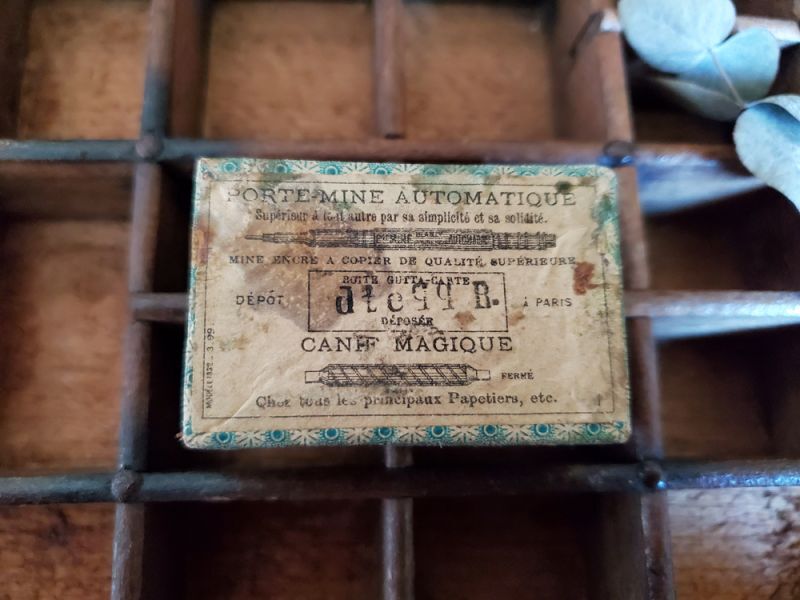 PORTE-MINE AUTOMATIQUE
Supérieur à tout autre par sa simplicité et sa solidité.
MINE ENCRE A COPIER DE QUALITÉ SUPÉRIEURE
BOITE GUTTA-CARTE
DÉPÔT
B.
à PARIS
DÉPOSÉE
CANIF MAGIQUE
FERMÉ
Chez tous les principaux Papetiers, etc.